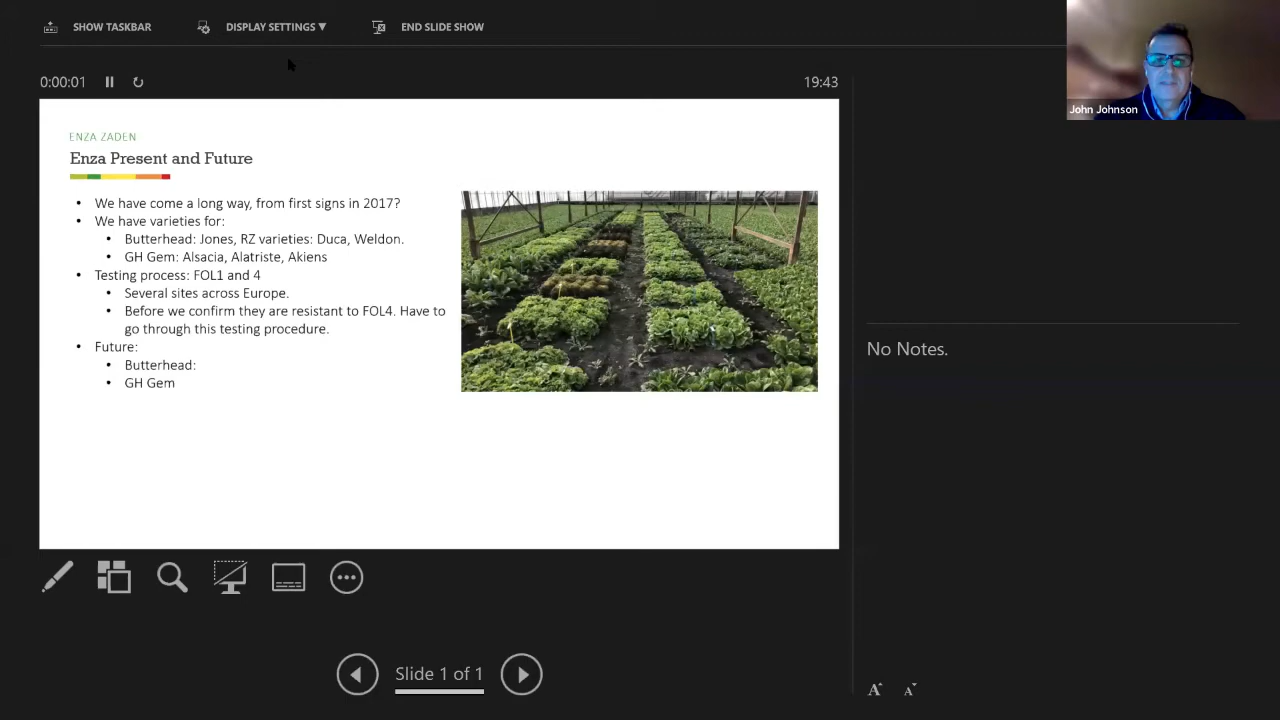 SHOW TASKBAR
DISPLAY SETTINGS ▼
END SLIDE SHOW
John Johnson
0:00:01
19:43
ENZA ZADEN
Enza Present and Future
• We have come a long way, from first signs in 2017?
• We have varieties for:
• Butterhead: Jones, RZ varieties: Duca, Weldon.
• GH Gem: Alsacia, Alatriste, Akiens
• Testing process: FOL1 and 4
• Several sites across Europe.
• Before we confirm they are resistant to FOL4. Have to
go through this testing procedure.
• Future:
• Butterhead:
• GH Gem
No Notes.
Slide 1 of 1
A A